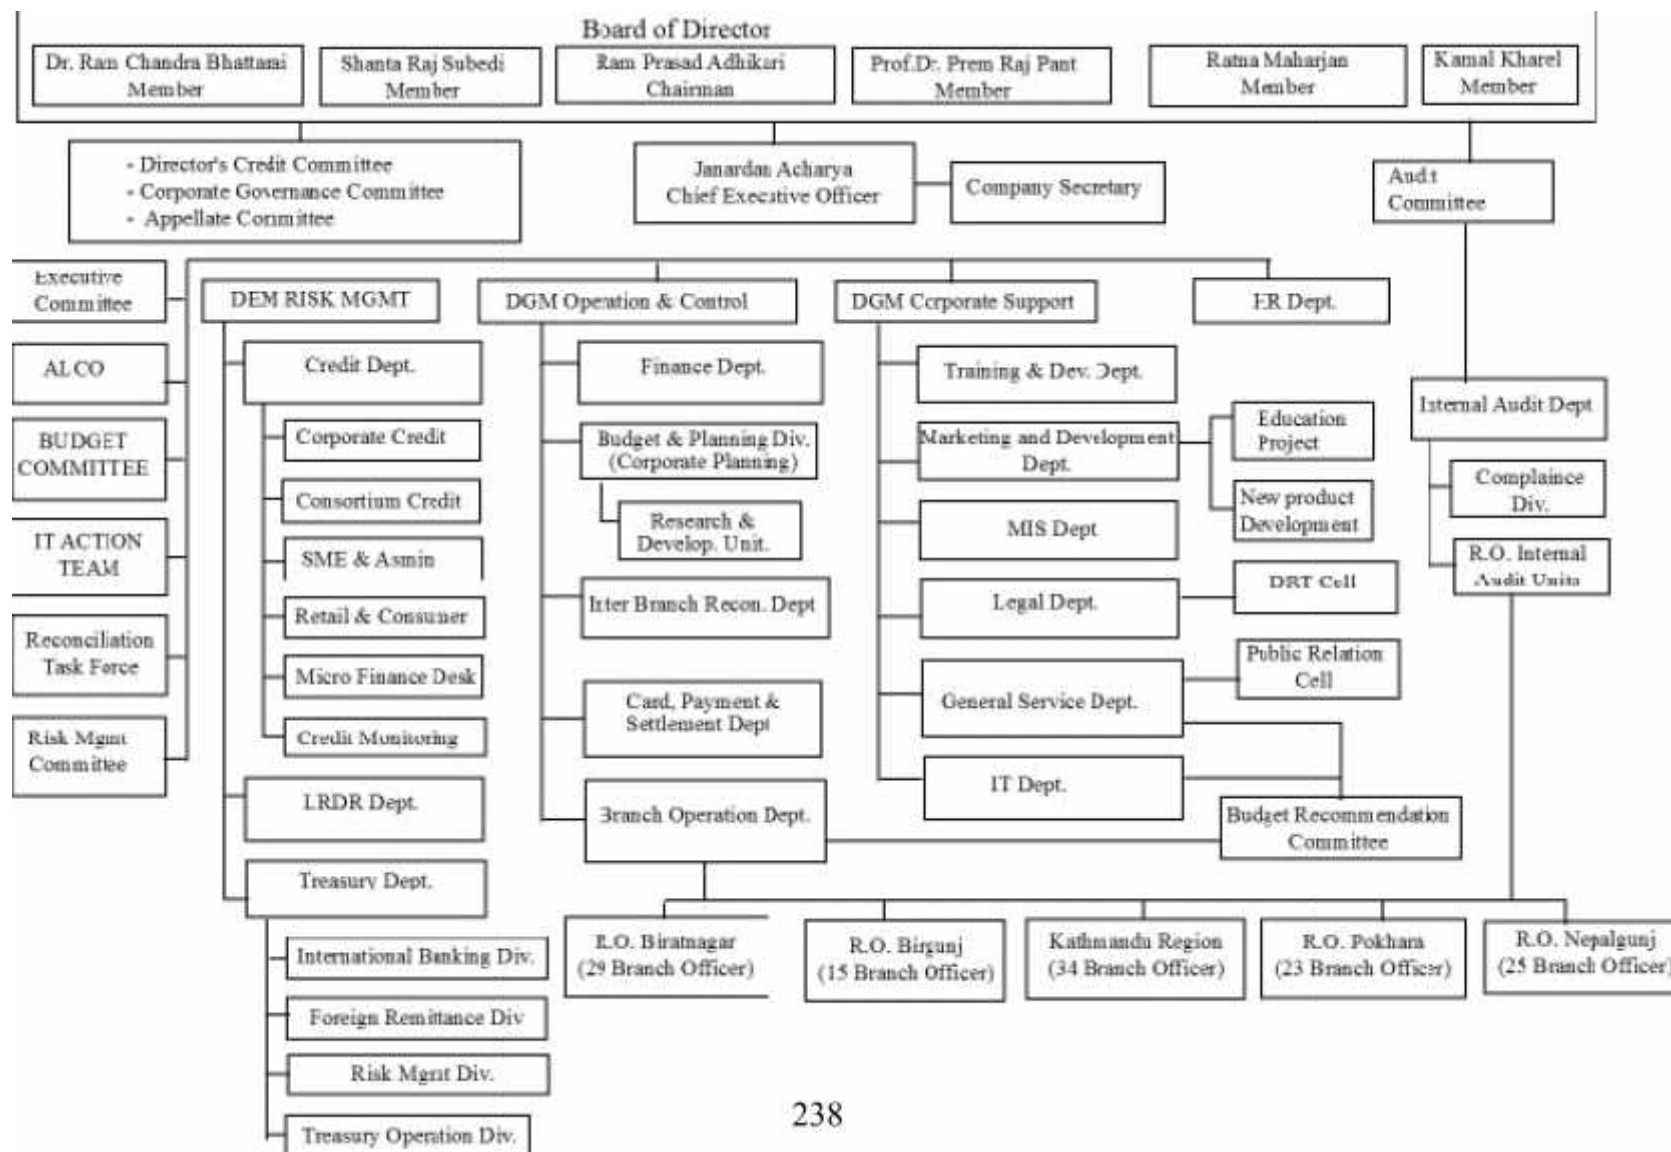 Board of Director
Dr. Ram Chandra Bhattarai
Member
Shanta Raj Subedi
Member
Ram Prasad Adhikari
Chairman
Prof.Dr. Prem Raj Pant
Member
Ratna Maharjan
Member
Kamal Kharel
Member
- Director's Credit Committee
- Corporate Governance Committee
- Appellate Committee
Janardan Acharya
Chief Executive Officer
Company Secretary
Audit
Committee
Executive
Committee
ALCO
BUDGET
COMMITTEE
IT ACTION
TEAM
Reconciliation
Task Force
Risk Mgmt
Committee
DEM RISK MGMT
Credit Dept.
Corporate Credit
Consortium Credit
SME & Asmin
Retail & Consumer
Micro Finance Desk
Credit Monitoring
LRDR Dept.
Treasury Dept.
International Banking Div.
Foreign Remittance Div
Risk Mgmt Div.
Treasury Operation Div.
DGM Operation & Control
Finance Dept.
Budget & Planning Div.
(Corporate Planning)
Research &
Develop. Unit.
Inter Branch Recon. Dept
Card, Payment &
Settlement Dept
Branch Operation Dept.
DGM Corporate Support
Training & Dev. Dept.
Marketing and Development
Dept.
Education
Project
New product
Development
MIS Dept
Legal Dept.
DRT Cell
General Service Dept.
Public Relation
Cell
IT Dept.
Budget Recommendation
Committee
HR Dept.
Internal Audit Dept
Complaince
Div.
R.O. Internal
Audit Units
R.O. Biratnagar
(29 Branch Officer)
R.O. Birgunj
(15 Branch Officer)
Kathmandu Region
(34 Branch Officer)
R.O. Pokhara
(23 Branch Officer)
R.O. Nepalgunj
(25 Branch Officer)
238